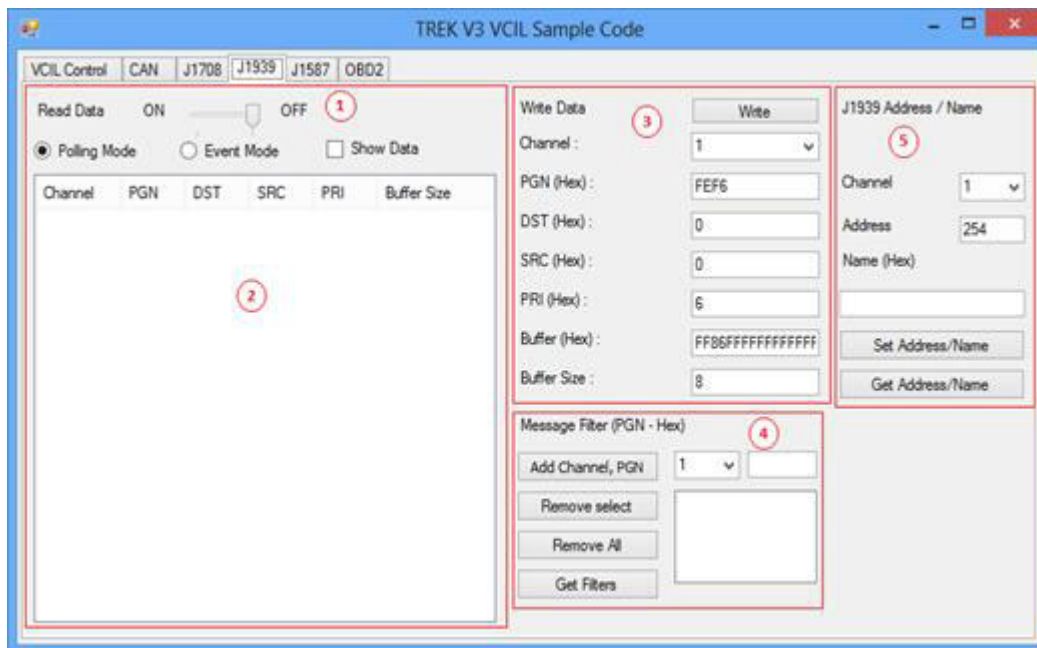 TREK V3 VCIL Sample Code
VCIL Control CAN J1708 J1939 J1587 OBD2
Read Data ON OFF 1
Polling Mode Event Mode Show Data
Channel PGN DST SRC PRI Buffer Size
2
Write Data 3 Write
Channel : 1
PGN (Hex) : FEF6
DST (Hex) : 0
SRC (Hex) : 0
PRI (Hex) : 6
Buffer (Hex) : FF86FFFFFFFFFFFF
Buffer Size : 8
Message Filter (PGN - Hex) 4
Add Channel, PGN 1
Remove select
Remove All
Get Filters
J1939 Address / Name
5
Channel 1
Address 254
Name (Hex)
Set Address/Name
Get Address/Name